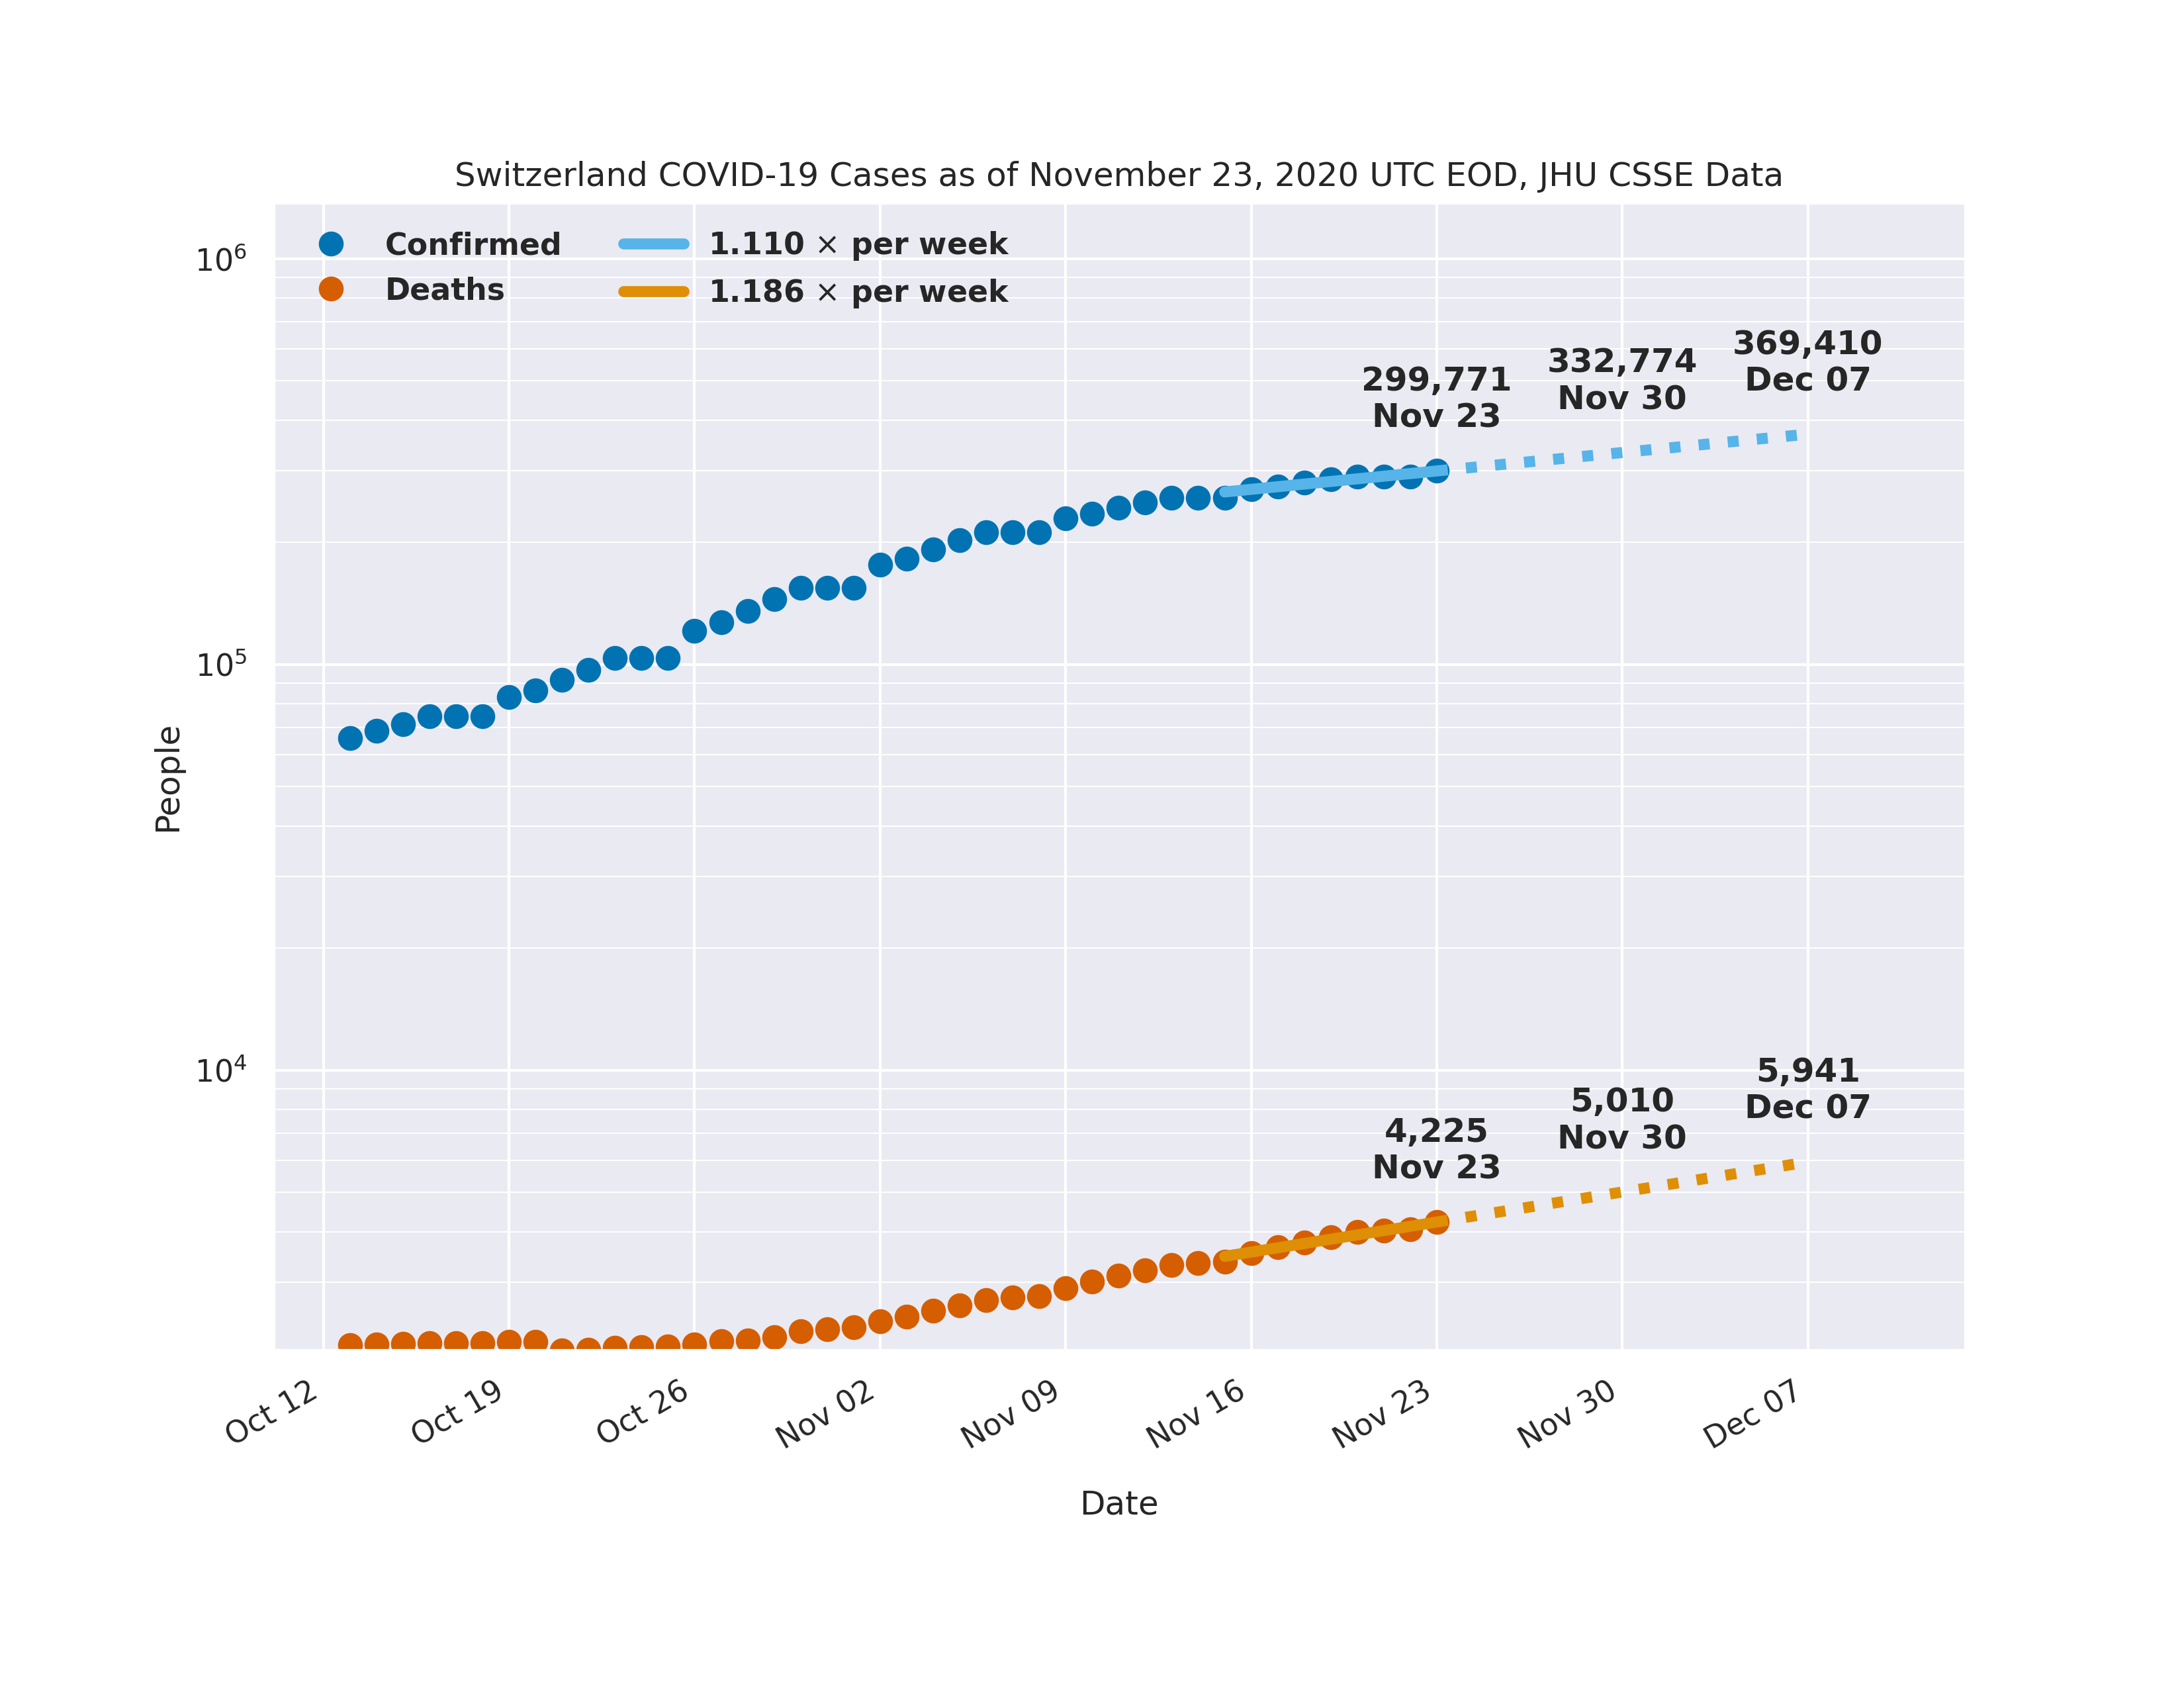 Switzerland COVID-19 Cases as of November 23, 2020 UTC EOD, JHU CSSE Data
Confirmed
Deaths
1.110 × per week
1.186 × per week
299,771
Nov 23
332,774
Nov 30
369,410
Dec 07
4,225
Nov 23
5,010
Nov 30
5,941
Dec 07
10⁶
10⁵
10⁴
People
Oct 12
Oct 19
Oct 26
Nov 02
Nov 09
Nov 16
Nov 23
Nov 30
Dec 07
Date